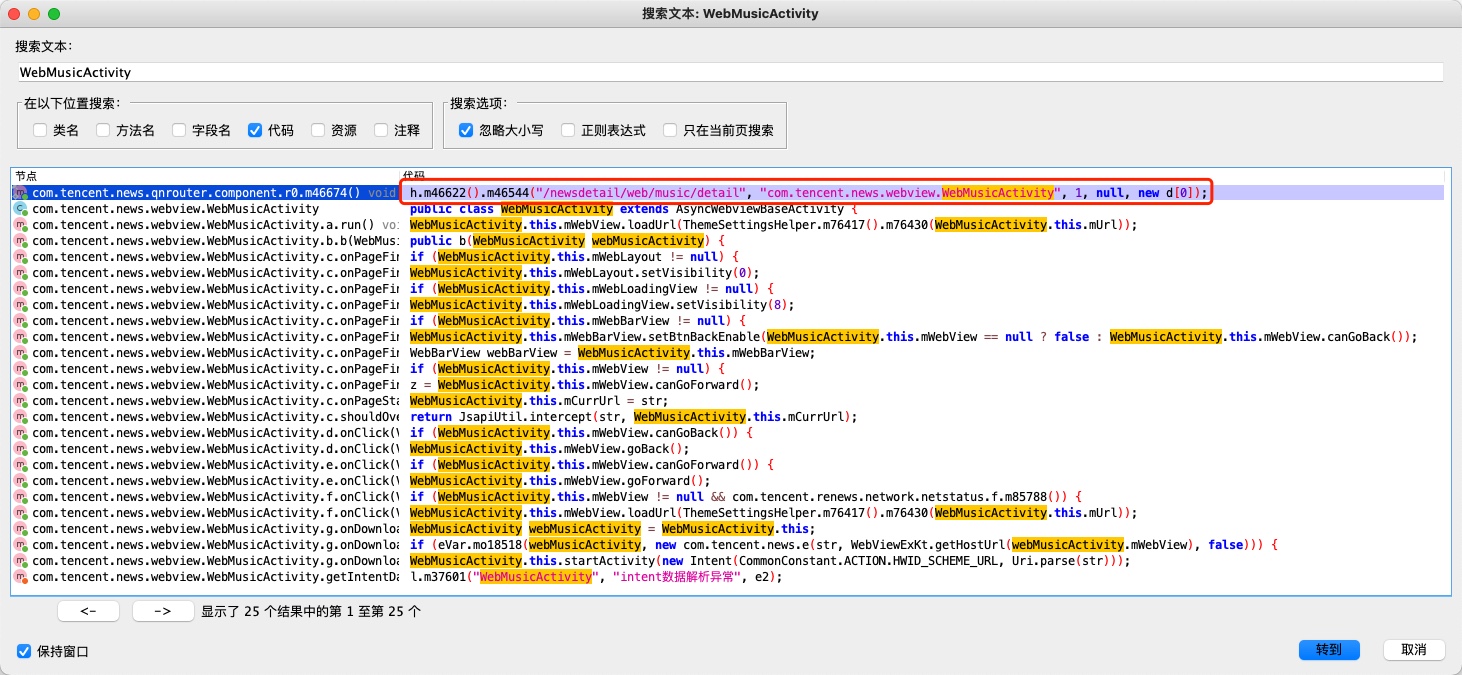 搜索文本: WebMusicActivity
搜索文本:
WebMusicActivity
在以下位置搜索:
类名 方法名 字段名 代码 资源 注释
搜索选项:
忽略大小写 正则表达式 只在当前页搜索
节点 代码
com.tencent.news.qnrouter.component.r0.m46674() void h.m46622().m46544("/newsdetail/web/music/detail", "com.tencent.news.webview.WebMusicActivity", 1, null, new d[0]);
com.tencent.news.webview.WebMusicActivity public class WebMusicActivity extends AsyncWebviewBaseActivity {
com.tencent.news.webview.WebMusicActivity.a.run() voi WebMusicActivity.this.mWebView.loadUrl(ThemeSettingsHelper.m76417().m76430(WebMusicActivity.this.mUrl));
com.tencent.news.webview.WebMusicActivity.b.b(WebMus: public b(WebMusicActivity webMusicActivity) {
com.tencent.news.webview.WebMusicActivity.c.onPageFir if (WebMusicActivity.this.mWebLayout != null) {
com.tencent.news.webview.WebMusicActivity.c.onPageFir WebMusicActivity.this.mWebLayout.setVisibility(0);
com.tencent.news.webview.WebMusicActivity.c.onPageFir if (WebMusicActivity.this.mWebLoadingView != null) {
com.tencent.news.webview.WebMusicActivity.c.onPageFir WebMusicActivity.this.mWebLoadingView.setVisibility(8);
com.tencent.news.webview.WebMusicActivity.c.onPageFir if (WebMusicActivity.this.mWebBarView != null) {
com.tencent.news.webview.WebMusicActivity.c.onPageFir WebMusicActivity.this.mWebBarView.setBtnBackEnable(WebMusicActivity.this.mWebView == null ? false : WebMusicActivity.this.mWebView.canGoBack());
com.tencent.news.webview.WebMusicActivity.c.onPageFir WebBarView webBarView = WebMusicActivity.this.mWebBarView;
com.tencent.news.webview.WebMusicActivity.c.onPageFir if (WebMusicActivity.this.mWebView != null) {
com.tencent.news.webview.WebMusicActivity.c.onPageFir z = WebMusicActivity.this.mWebView.canGoForward();
com.tencent.news.webview.WebMusicActivity.c.onPageSta WebMusicActivity.this.mCurrUrl = str;
com.tencent.news.webview.WebMusicActivity.c.shouldOve return JsapiUtil.intercept(str, WebMusicActivity.this.mCurrUrl);
com.tencent.news.webview.WebMusicActivity.d.onClick(V if (WebMusicActivity.this.mWebView.canGoBack()) {
com.tencent.news.webview.WebMusicActivity.d.onClick(V WebMusicActivity.this.mWebView.goBack();
com.tencent.news.webview.WebMusicActivity.e.onClick(V if (WebMusicActivity.this.mWebView.canGoForward()) {
com.tencent.news.webview.WebMusicActivity.e.onClick(V WebMusicActivity.this.mWebView.goForward();
com.tencent.news.webview.WebMusicActivity.f.onClick(V if (WebMusicActivity.this.mWebView != null && com.tencent.renews.network.netstatus.f.m85788()) {
com.tencent.news.webview.WebMusicActivity.f.onClick(V WebMusicActivity.this.mWebView.loadUrl(ThemeSettingsHelper.m76417().m76430(WebMusicActivity.this.mUrl));
com.tencent.news.webview.WebMusicActivity.g.onDownloa WebMusicActivity webMusicActivity = WebMusicActivity.this;
com.tencent.news.webview.WebMusicActivity.g.onDownloa if (eVar.mo18518(webMusicActivity, new com.tencent.news.e(str, WebViewExKt.getHostUrl(webMusicActivity.mWebView), false))) {
com.tencent.news.webview.WebMusicActivity.g.onDownloa WebMusicActivity.this.startActivity(new Intent(CommonConstant.ACTION.HWID_SCHEME_URL, Uri.parse(str)));
com.tencent.news.webview.WebMusicActivity.getIntentDa l.m37601("WebMusicActivity", "intent数据解析异常", e2);
<- -> 显示了 25 个结果中的第 1 至第 25 个
保持窗口 转到 取消